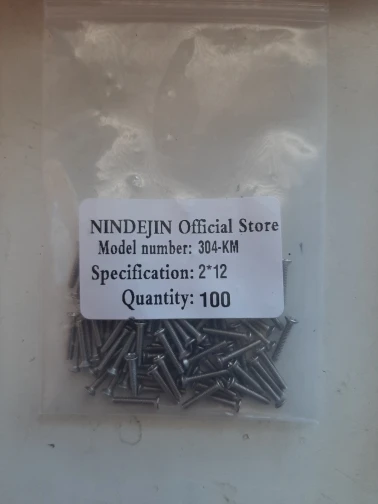 NINDEJIN Official Store
Model number: 304-KM
Specification: 2*12
Quantity: 100